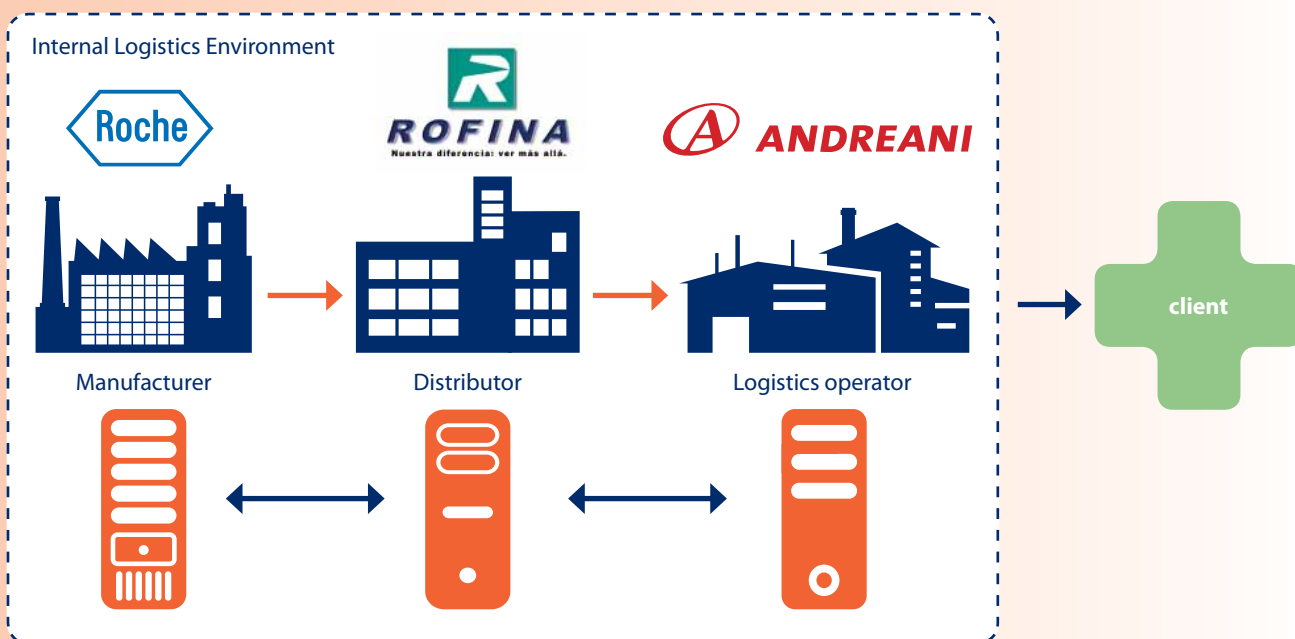 Internal Logistics Environment
Roche
ROFINA
Nuestra diferencia: ver más allá.
ANDREANI
client
Manufacturer
Distributor
Logistics operator